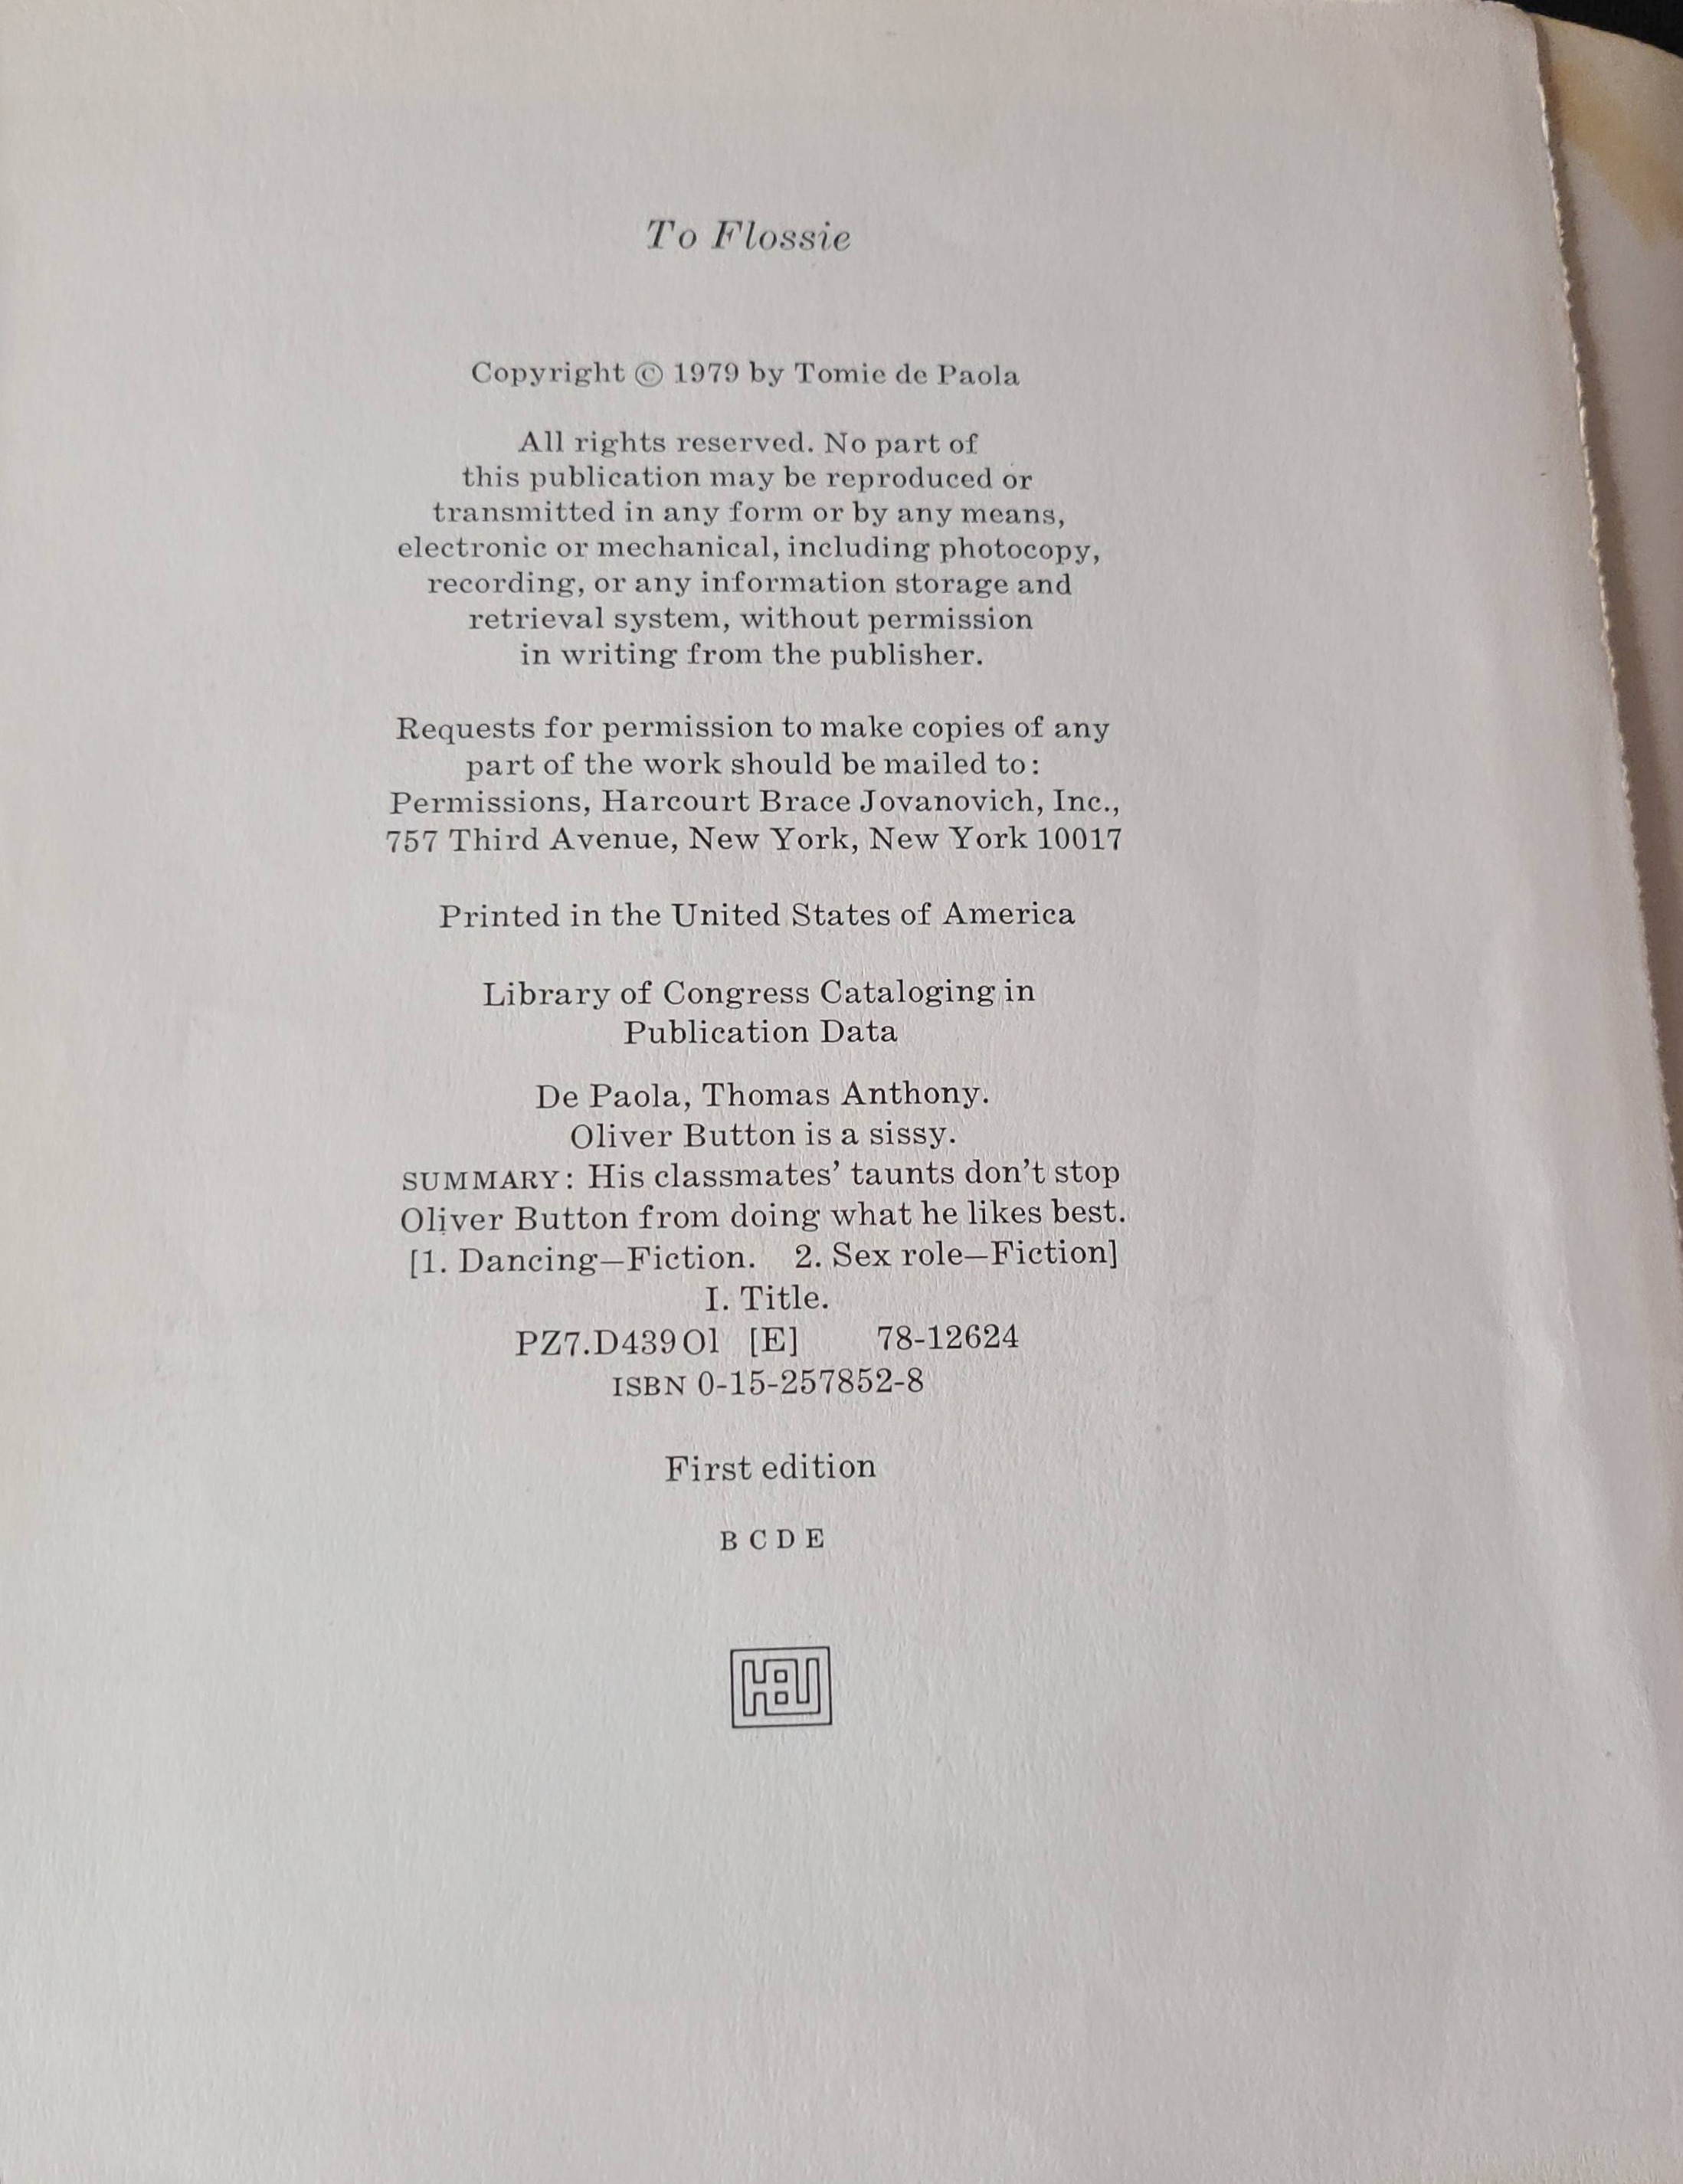 To Flossie
Copyright © 1979 by Tomie de Paola
All rights reserved. No part of
this publication may be reproduced or
transmitted in any form or by any means,
electronic or mechanical, including photocopy,
recording, or any information storage and
retrieval system, without permission
in writing from the publisher.
Requests for permission to make copies of any
part of the work should be mailed to:
Permissions, Harcourt Brace Jovanovich, Inc.,
757 Third Avenue, New York, New York 10017
Printed in the United States of America
Library of Congress Cataloging in
Publication Data
De Paola, Thomas Anthony.
Oliver Button is a sissy.
SUMMARY: His classmates’ taunts don’t stop
Oliver Button from doing what he likes best.
[1. Dancing—Fiction. 2. Sex role—Fiction]
I. Title.
PZ7.D439Ol [E] 78-12624
ISBN 0-15-257852-8
First edition
B C D E
HBJ